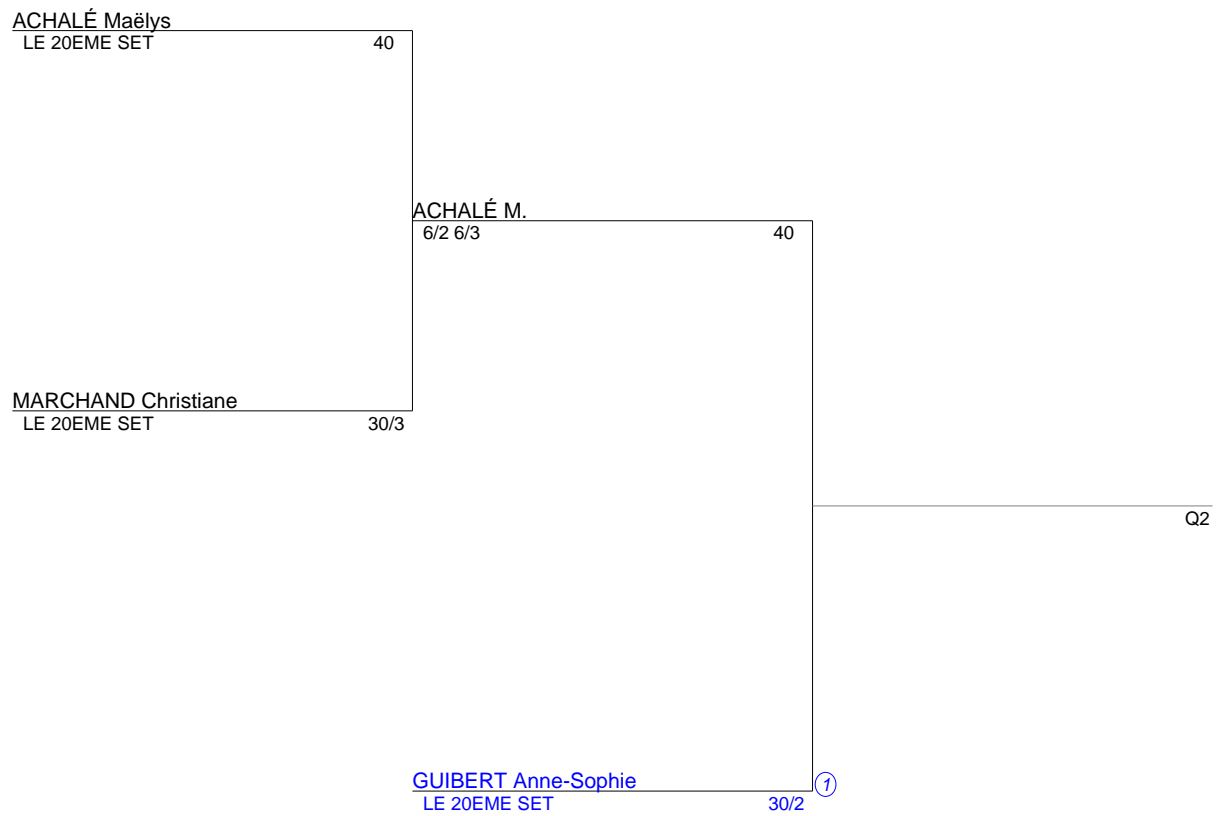 ACHALÉ Maëlys
LE 20EME SET 40
ACHALÉ M.
6/2 6/3 40
MARCHAND Christiane
LE 20EME SET 30/3
Q2
GUIBERT Anne-Sophie 1
LE 20EME SET 30/2